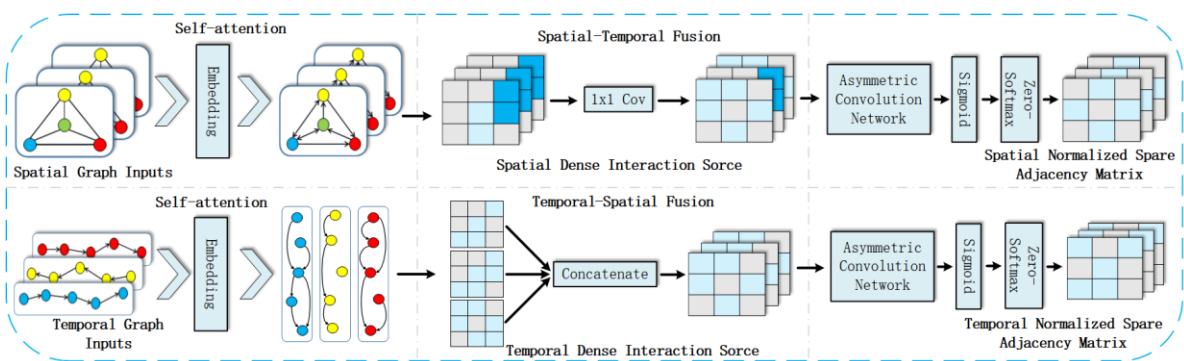 Self-attention
Embedding
Spatial Graph Inputs
Spatial-Temporal Fusion
1x1 Cov
Spatial Dense Interaction Sorce
Asymmetric
Convolution
Network
Sigmoid
Zero-
Softmax
Spatial Normalized Spare
Adjacency Matrix
Self-attention
Embedding
Temporal Graph
Inputs
Temporal-Spatial Fusion
Concatenate
Temporal Dense Interaction Sorce
Asymmetric
Convolution
Network
Sigmoid
Zero-
Softmax
Temporal Normalized Spare
Adjacency Matrix